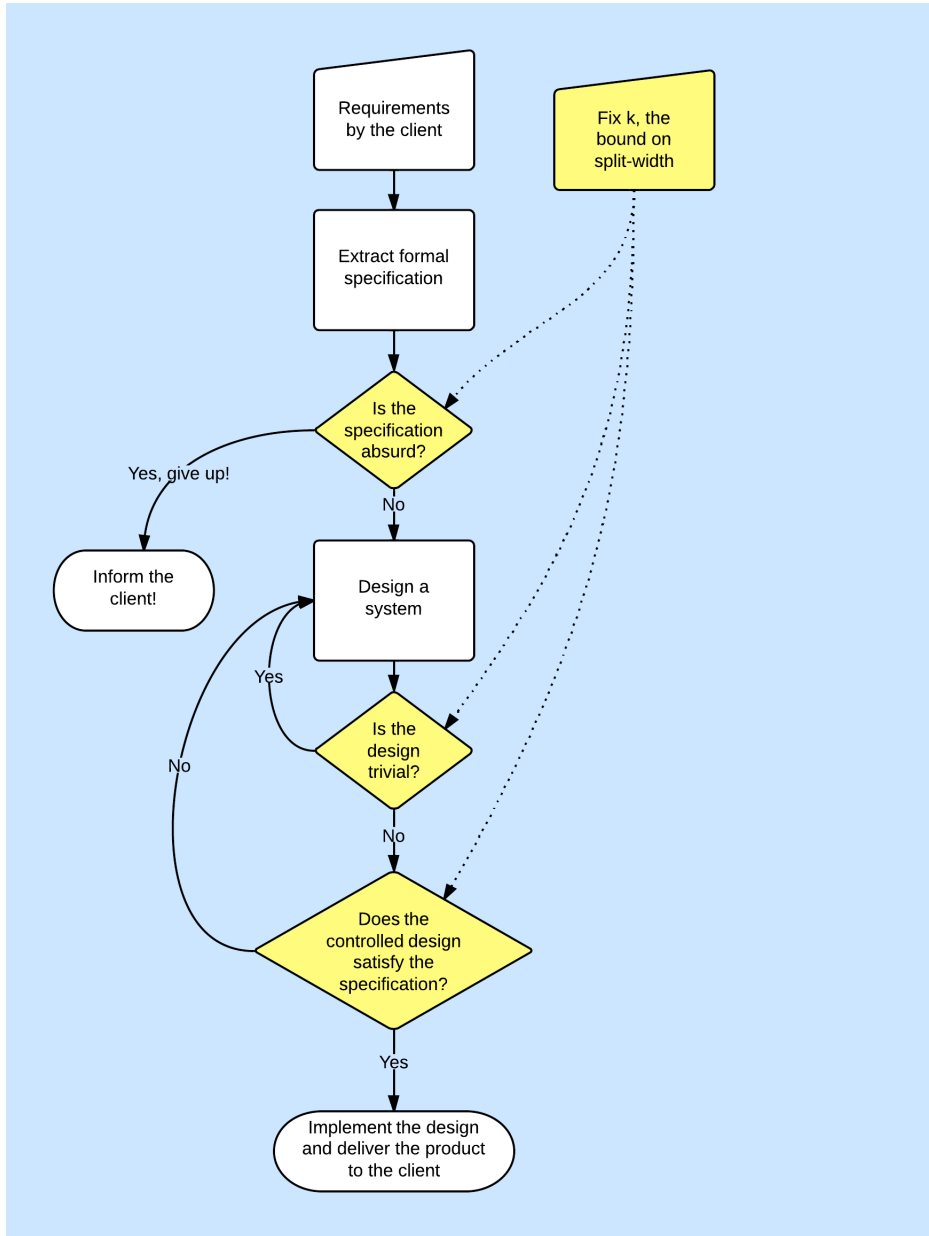 Requirements
by the client
Fix k, the
bound on
split-width
Extract formal
specification
Is the
specification
absurd?
Yes, give up!
No
Inform the
client!
Design a
system
Yes
Is the
design
trivial?
No
No
Does the
controlled design
satisfy the
specification?
Yes
Implement the design
and deliver the product
to the client